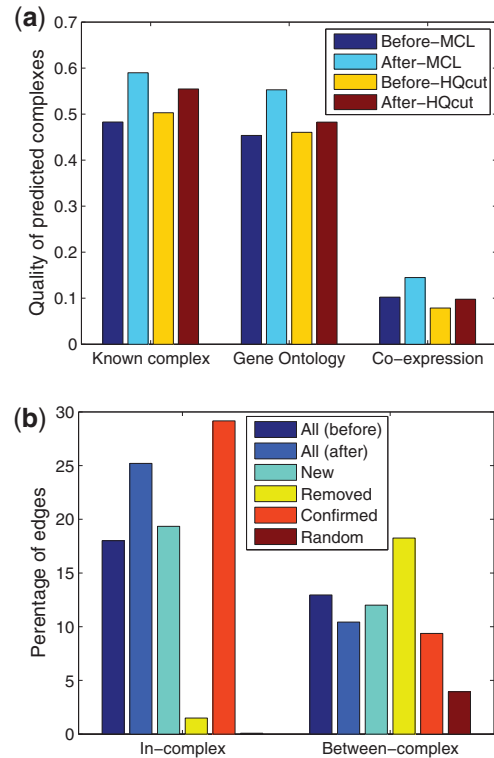 (a)
0.7
0.6
0.5
0.4
0.3
0.2
0.1
0
Quality of predicted complexes
Before-MCL
After-MCL
Before-HQcut
After-HQcut
Known complex
Gene Ontology
Co-expression
(b)
30
25
20
15
10
5
0
Perentage of edges
All (before)
All (after)
New
Removed
Confirmed
Random
In-complex
Between-complex